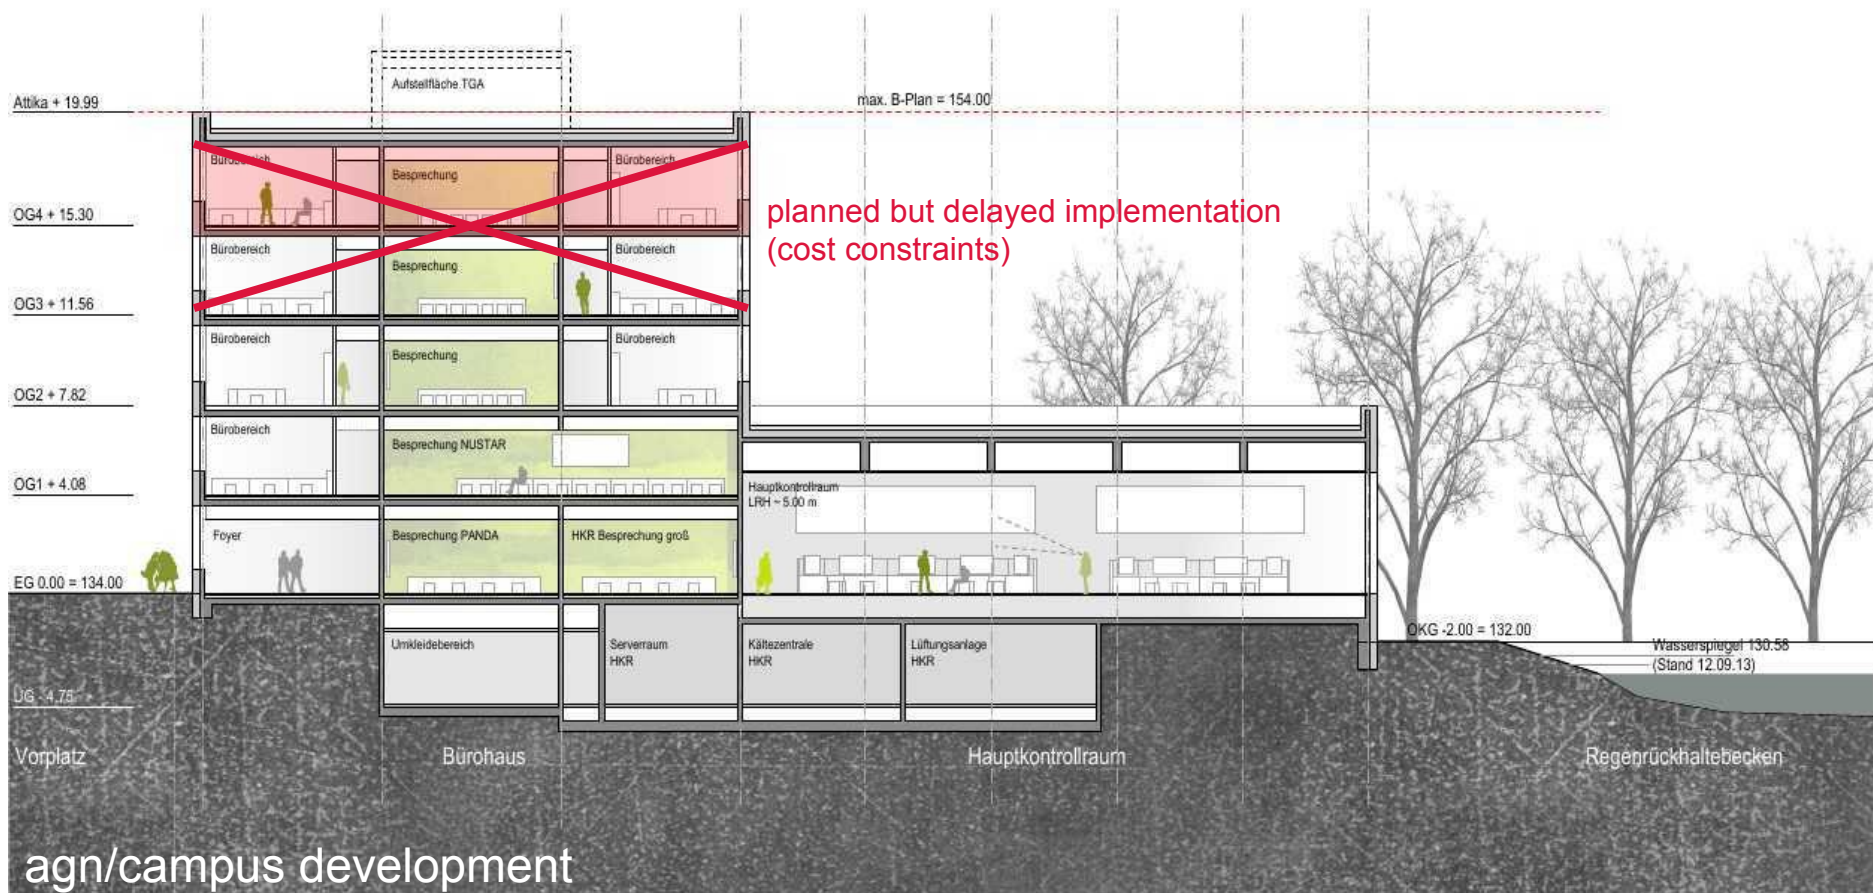 Aufstellfläche TGA
Attika + 19.99
max. B-Plan = 154.00
Bürobereich
Besprechung
Bürobereich
OG4 + 15.30
planned but delayed implementation
(cost constraints)
Bürobereich
Besprechung
Bürobereich
OG3 + 11.56
Bürobereich
Besprechung
Bürobereich
OG2 + 7.82
Bürobereich
Besprechung NUSTAR
OG1 + 4.08
Hauptkontrollraum
LRH ~ 5.00 m
Foyer
Besprechung PANDA
HKR Besprechung groß
EG 0.00 = 134.00
OKG -2.00 = 132.00
Umkleidebereich
Serverraum
HKR
Kältezentrale
HKR
Lüftungsanlage
HKR
Wasserspiegel 130.58
(Stand 12.09.13)
UG - 4.75
Vorplatz
Bürohaus
Hauptkontrollraum
Regenrückhaltebecken
agn/campus development